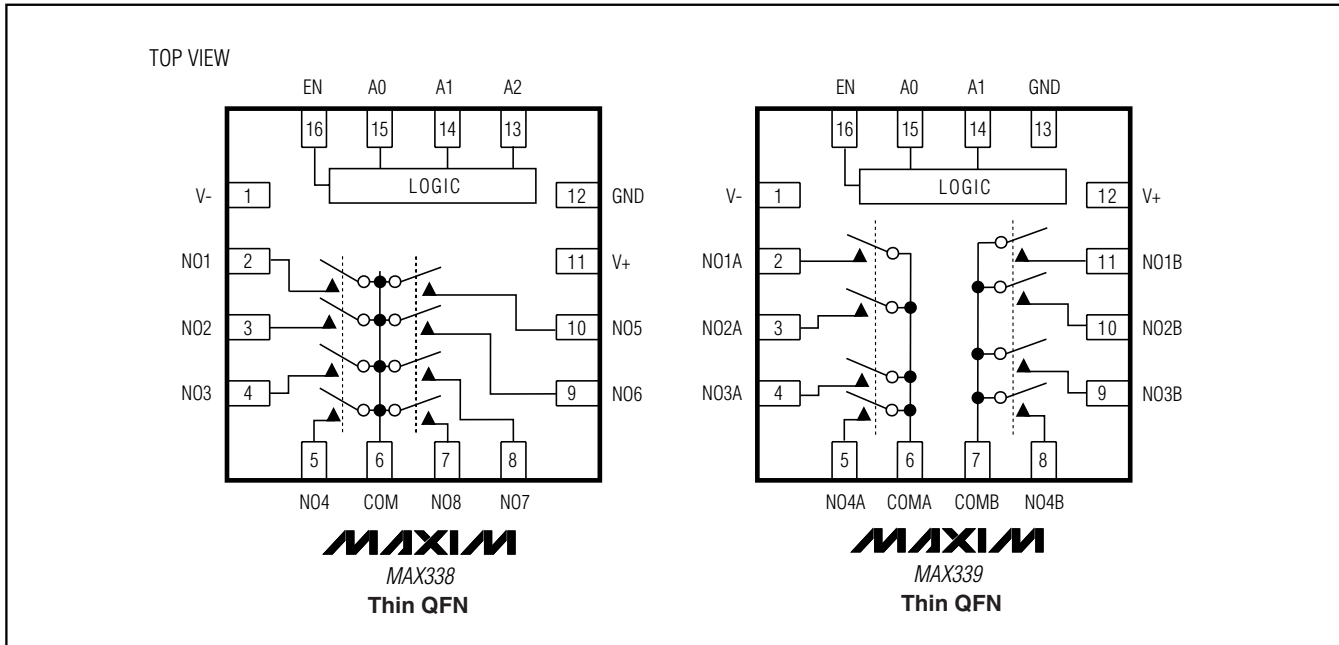 TOP VIEW
EN A0 A1 A2
16 15 14 13
LOGIC
V- 1
12 GND
NO1 2
11 V+
NO2 3
10 NO5
NO3 4
9 NO6
5 6 7 8
NO4 COM NO8 NO7
MAXIM
MAX338
Thin QFN
EN A0 A1 GND
16 15 14 13
LOGIC
V- 1
12 V+
NO1A 2
11 NO1B
NO2A 3
10 NO2B
NO3A 4
9 NO3B
5 6 7 8
NO4A COMA COMB NO4B
MAXIM
MAX339
Thin QFN